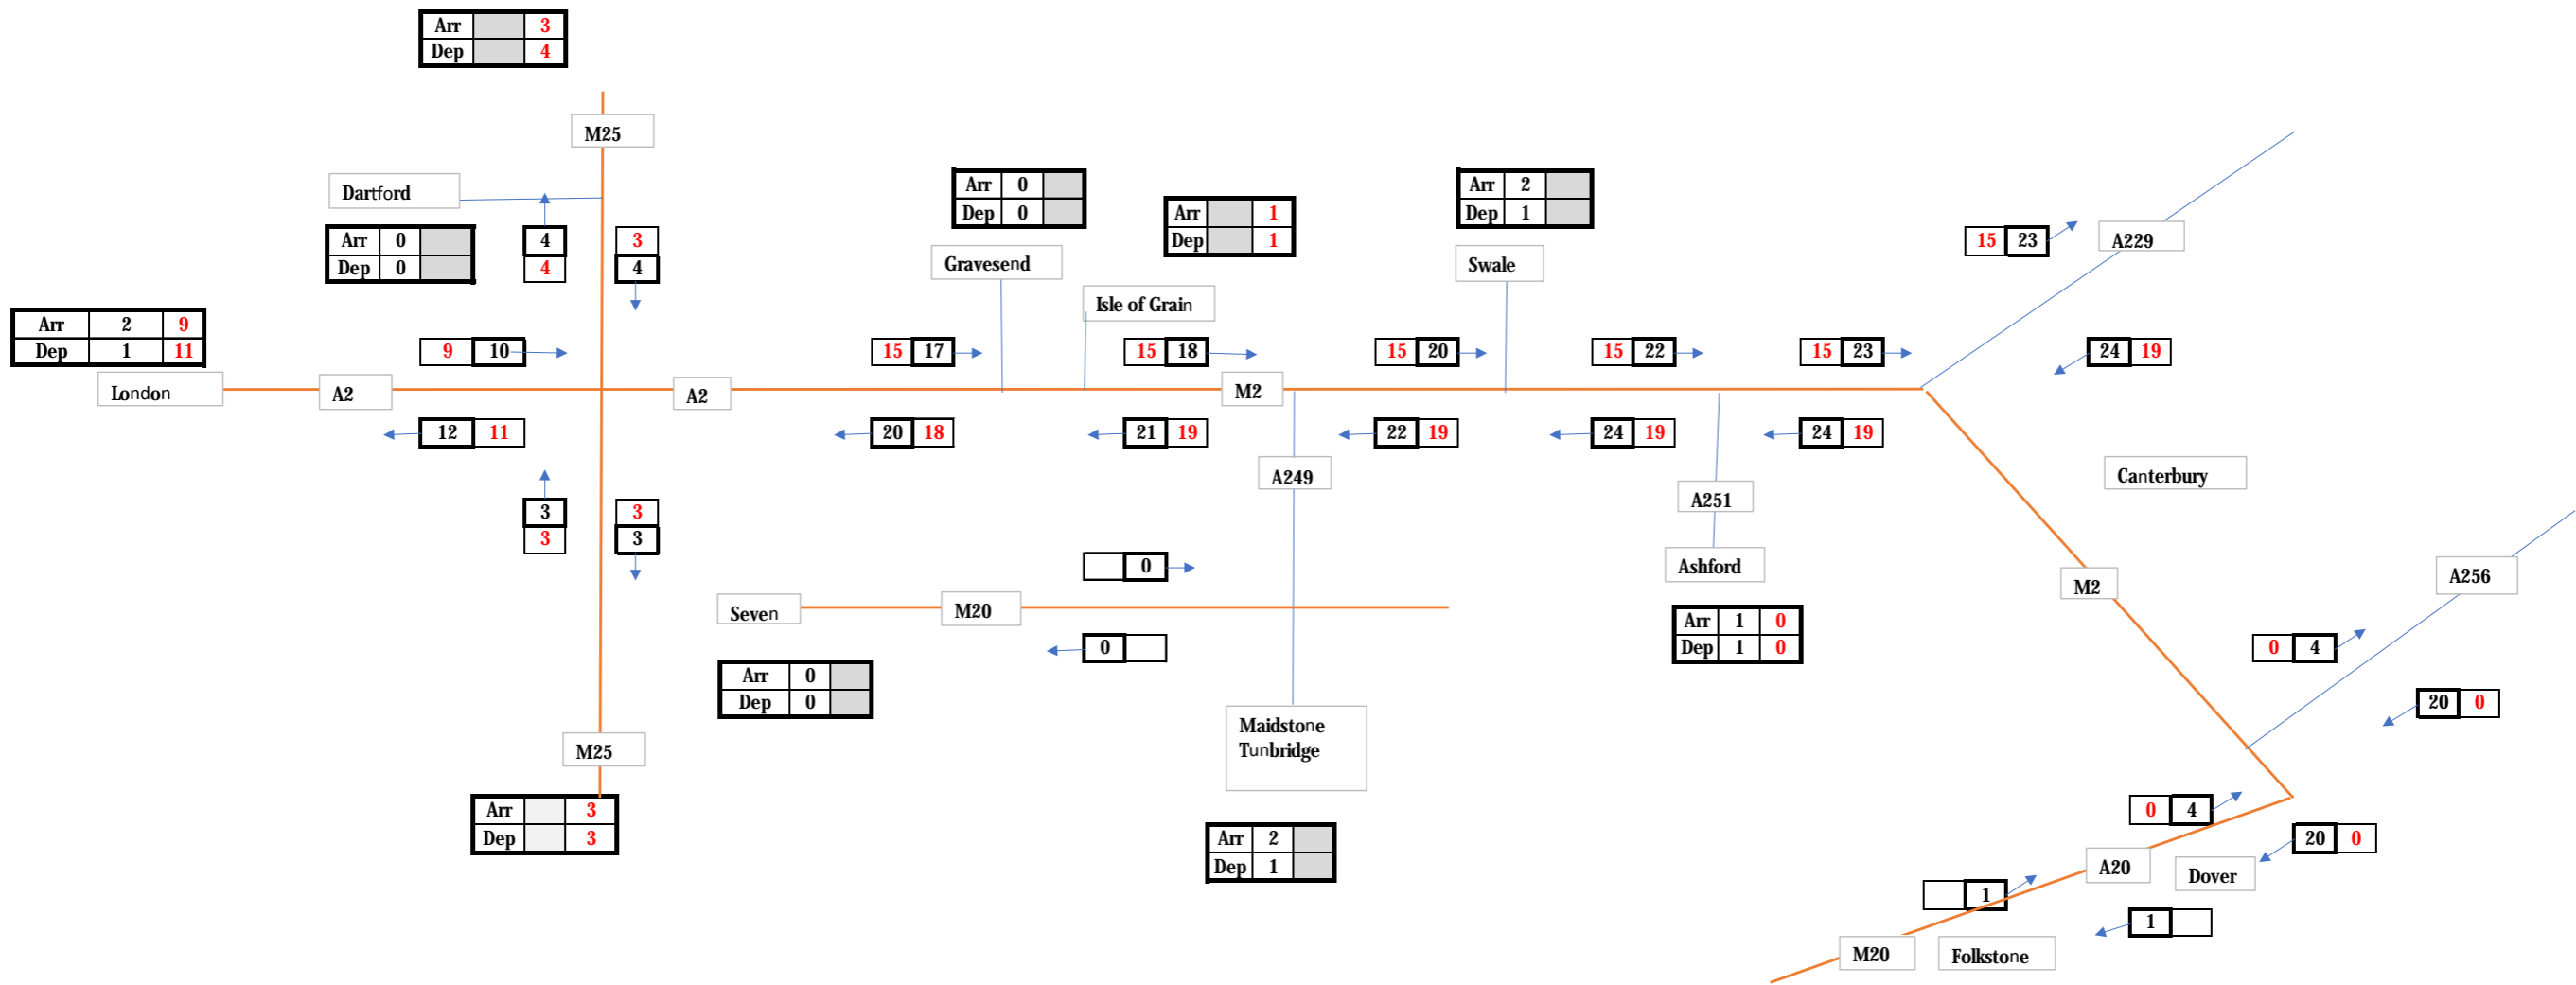 Arr 3
Dep 4
M25
Dartford
Arr 0
Dep 0
4
4
3
4
Arr 0
Dep 0
Arr 1
Dep 1
Arr 2
Dep 1
Gravesend
Isle of Grain
Swale
15 23
A229
Arr 2 9
Dep 1 11
9 10
15 17
15 18
15 20
15 22
15 23
24 19
London
A2
A2
M2
12 11
20 18
21 19
22 19
24 19
24 19
A249
A251
Canterbury
3
3
3
3
0
Ashford
M2
A256
Seven
M20
0
Arr 1 0
Dep 1 0
0 4
Arr 0
Dep 0
20 0
Maidstone
Tunbridge
M25
Arr 3
Dep 3
0 4
Arr 2
Dep 1
20 0
A20
Dover
1
1
M20
Folkstone